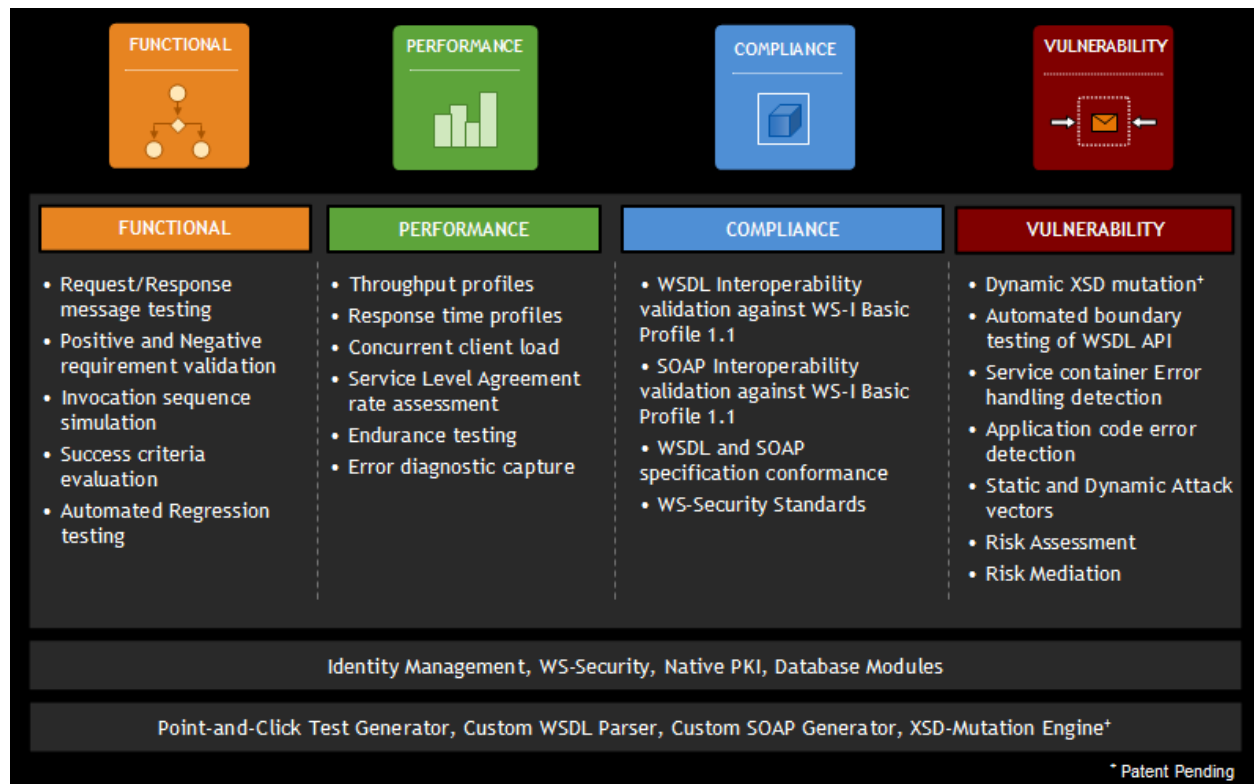 FUNCTIONAL
PERFORMANCE
COMPLIANCE
VULNERABILITY
FUNCTIONAL
• Request/Response
message testing
• Positive and Negative
requirement validation
• Invocation sequence
simulation
• Success criteria
evaluation
• Automated Regression
testing
PERFORMANCE
• Throughput profiles
• Response time profiles
• Concurrent client load
• Service Level Agreement
rate assessment
• Endurance testing
• Error diagnostic capture
COMPLIANCE
• WSDL Interoperability
validation against WS-I Basic
Profile 1.1
• SOAP Interoperability
validation against WS-I Basic
Profile 1.1
• WSDL and SOAP
specification conformance
• WS-Security Standards
VULNERABILITY
• Dynamic XSD mutation⁺
• Automated boundary
testing of WSDL API
• Service container Error
handling detection
• Application code error
detection
• Static and Dynamic Attack
vectors
• Risk Assessment
• Risk Mediation
Identity Management, WS-Security, Native PKI, Database Modules
Point-and-Click Test Generator, Custom WSDL Parser, Custom SOAP Generator, XSD-Mutation Engine⁺
⁺ Patent Pending